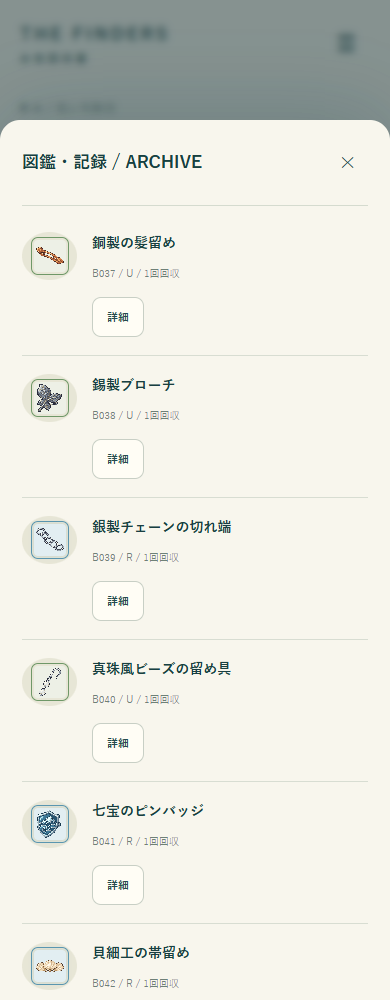 THE FINDERS
図鑑・記録 / ARCHIVE
銅製の髪留め
B037 / U / 1回回収
詳細
錫製ブローチ
B038 / U / 1回回収
詳細
銀製チェーンの切れ端
B039 / R / 1回回収
詳細
真珠風ビーズの留め具
B040 / U / 1回回収
詳細
七宝のピンバッジ
B041 / R / 1回回収
詳細
貝細工の帯留め
B042 / R / 1回回収